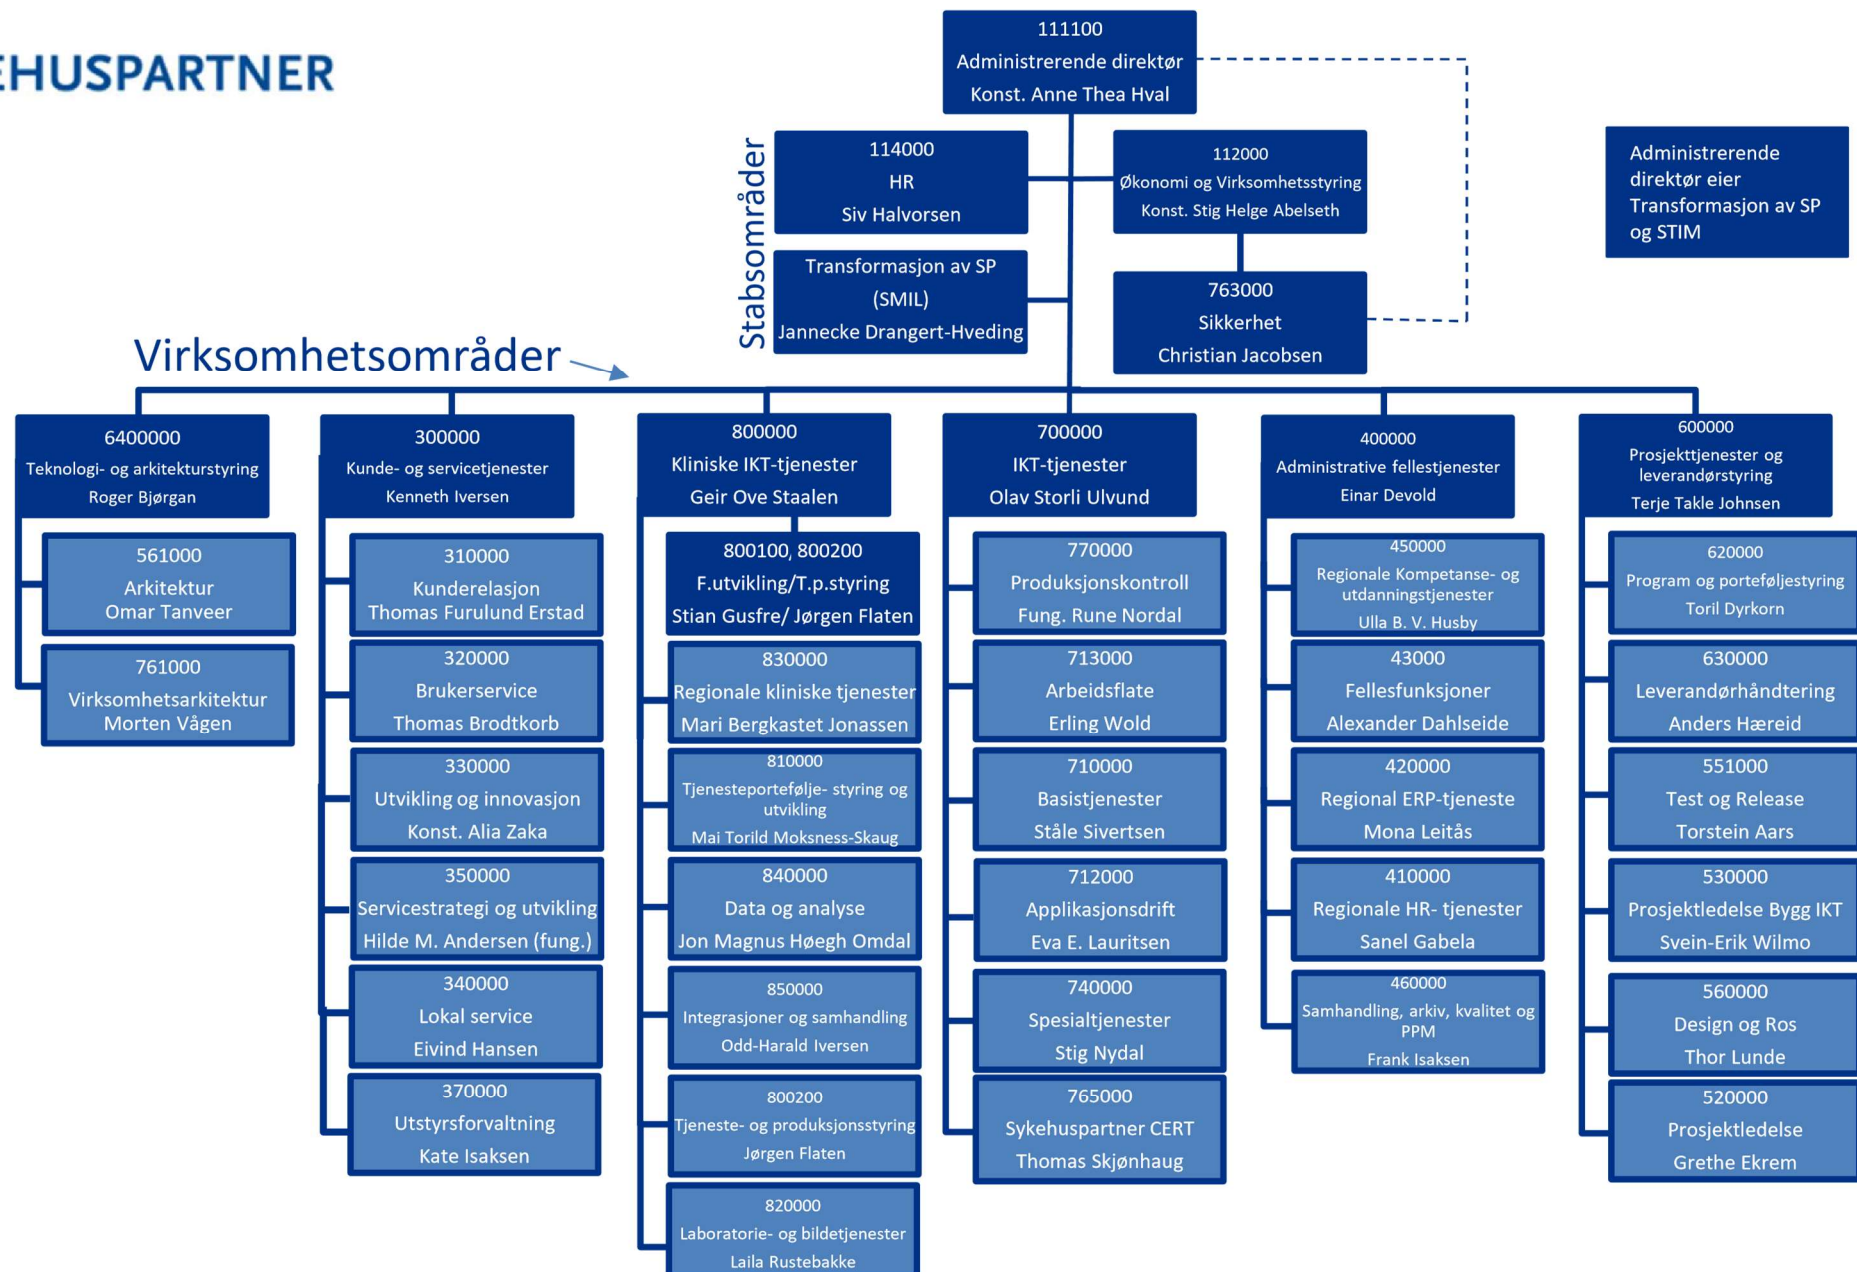 EHUSPARTNER
111100
Administrerende direktør
Konst. Anne Thea Hval
Stabsområder
114000
HR
Siv Halvorsen
112000
Økonomi og Virksomhetsstyring
Konst. Stig Helge Abelseth
Administrerende
direktør eier
Transformasjon av SP
og STIM
Transformasjon av SP
(SMIL)
Jannecke Drangert-Hveding
763000
Sikkerhet
Christian Jacobsen
Virksomhetsområder
6400000
Teknologi- og arkitekturstyring
Roger Bjørgan
561000
Arkitektur
Omar Tanveer
761000
Virksomhetsarkitektur
Morten Vågen
300000
Kunde- og servicetjenester
Kenneth Iversen
310000
Kunderelasjon
Thomas Furulund Erstad
320000
Brukerservice
Thomas Brodtkorb
330000
Utvikling og innovasjon
Konst. Alia Zaka
350000
Servicestrategi og utvikling
Hilde M. Andersen (fung.)
340000
Lokal service
Eivind Hansen
370000
Utstyrsforvaltning
Kate Isaksen
800000
Kliniske IKT-tjenester
Geir Ove Staalen
800100, 800200
F.utvikling/T.p.styring
Stian Gusfre/ Jørgen Flaten
830000
Regionale kliniske tjenester
Mari Bergkastet Jonassen
810000
Tjenesteportefølje- styring og
utvikling
Mai Torild Moksness-Skaug
840000
Data og analyse
Jon Magnus Høegh Omdal
850000
Integrasjoner og samhandling
Odd-Harald Iversen
800200
Tjeneste- og produksjonsstyring
Jørgen Flaten
820000
Laboratorie- og bildetjenester
Laila Rustebakke
700000
IKT-tjenester
Olav Storli Ulvund
770000
Produksjonskontroll
Fung. Rune Nordal
713000
Arbeidsflate
Erling Wold
710000
Basistjenester
Ståle Sivertsen
712000
Applikasjonsdrift
Eva E. Lauritsen
740000
Spesialtjenester
Stig Nydal
765000
Sykehuspartner CERT
Thomas Skjønhaug
400000
Administrative fellestjenester
Einar Devold
450000
Regionale Kompetanse- og
utdanningstjenester
Ulla B. V. Husby
43000
Fellesfunksjoner
Alexander Dahlseide
420000
Regional ERP-tjeneste
Mona Leitås
410000
Regionale HR- tjenester
Sanel Gabela
460000
Samhandling, arkiv, kvalitet og
PPM
Frank Isaksen
600000
Prosjekttjenester og
leverandørstyring
Terje Takle Johnsen
620000
Program og porteføljestyring
Toril Dyrkorn
630000
Leverandørhåndtering
Anders Hæreid
551000
Test og Release
Torstein Aars
530000
Prosjektledelse Bygg IKT
Svein-Erik Wilmo
560000
Design og Ros
Thor Lunde
520000
Prosjektledelse
Grethe Ekrem